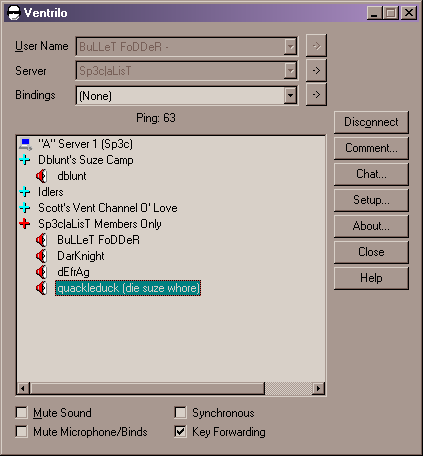 Ventrilo
User Name BuLLeT FoDDeR - ->
Server Sp3c|aLisT ->
Bindings (None) ->
Ping: 63
"A" Server 1 (Sp3c)
Dblunt's Suze Camp
dblunt
Idlers
Scott's Vent Channel O' Love
Sp3c|aLisT Members Only
BuLLeT FoDDeR
DarKnight
dEfrAg
quackleduck (die suze whore)
Disconnect
Comment...
Chat...
Setup...
About...
Close
Help
Mute Sound
Synchronous
Mute Microphone/Binds
Key Forwarding